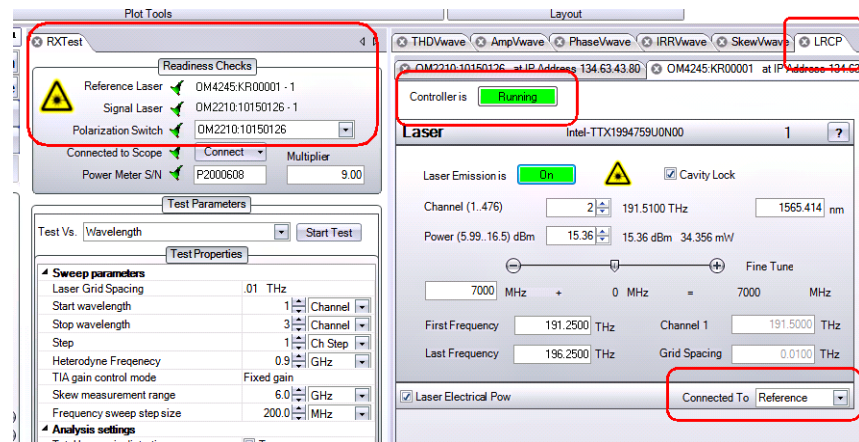 Plot Tools
Layout
RXTest
Readiness Checks
Reference Laser OM4245:KR00001 - 1
Signal Laser OM2210:10150126 - 1
Polarization Switch OM2210:10150126
Connected to Scope Connect Multiplier
Power Meter S/N P2000608 9.00
Test Parameters
Test Vs. Wavelength Start Test
Test Properties
Sweep parameters
Laser Grid Spacing .01 THz
Start wavelength 1 Channel
Stop wavelength 3 Channel
Step 1 Ch Step
Heterodyne Freqenecy 0.9 GHz
TIA gain control mode Fixed gain
Skew measurement range 6.0 GHz
Frequency sweep step size 200.0 MHz
Analysis settings
THDVwave AmpVwave PhaseVwave IRRVwave SkewVwave LRCP
OM2210:10150126 at IP Address 134.63.43.80 OM4245:KR00001 at IP Address
Controller is Running
Laser Intel-TTX1994759U0N00 1 ?
Laser Emission is On Cavity Lock
Channel (1..476) 2 191.5100 THz 1565.414 nm
Power (5.99..16.5) dBm 15.36 15.36 dBm 34.356 mW
Fine Tune
7000 MHz + 0 MHz = 7000 MHz
First Frequency 191.2500 THz Channel 1 191.5000 THz
Last Frequency 196.2500 THz Grid Spacing 0.0100 THz
Laser Electrical Pow Connected To Reference